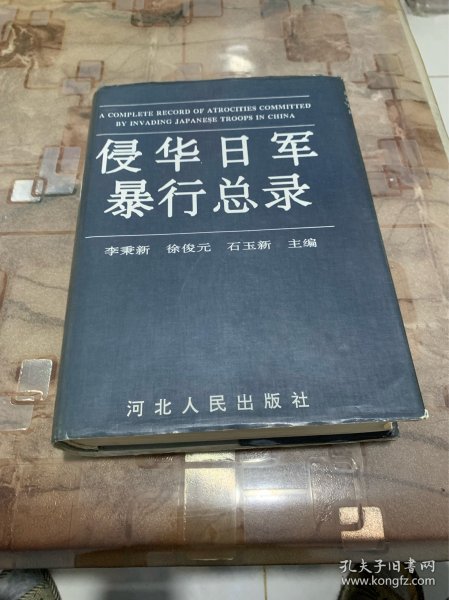 A COMPLETE RECORD OF ATROCITIES COMMITTED
BY INVADING JAPANESE TROOPS IN CHINA
侵华日军
暴行总录
李秉新 徐俊元 石玉新 主编
河北人民出版社
孔夫子旧书网
www.kongfz.com